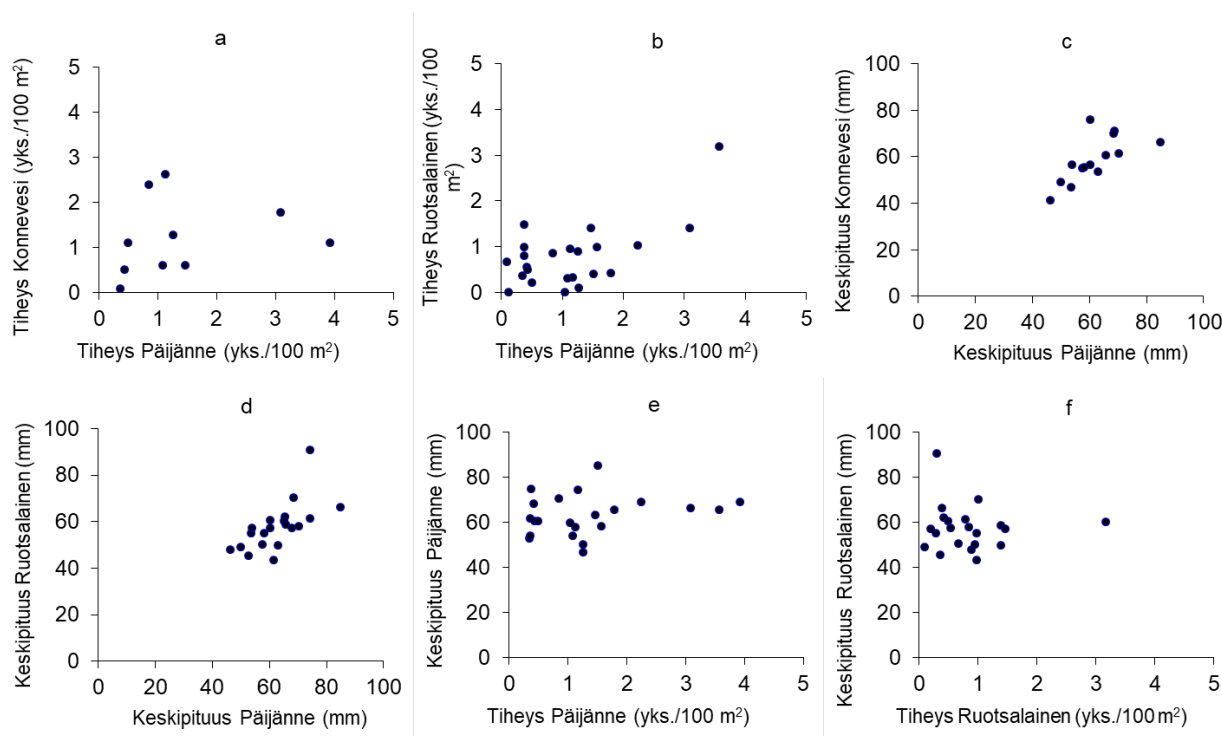 a
5
4
3
2
1
0
Tiheys Konnevesi (yks./100 m²)
0 1 2 3 4 5
Tiheys Päijänne (yks./100 m²)
b
5
4
3
2
1
0
Tiheys Ruotsalainen (yks./100
m²)
0 1 2 3 4 5
Tiheys Päijänne (yks./100 m²)
c
100
80
60
40
20
0
Keskipituus Konnevesi (mm)
0 20 40 60 80 100
Keskipituus Päijänne (mm)
d
100
80
60
40
20
0
Keskipituus Ruotsalainen (mm)
0 20 40 60 80 100
Keskipituus Päijänne (mm)
e
100
80
60
40
20
0
Keskipituus Päijänne (mm)
0 1 2 3 4 5
Tiheys Päijänne (yks./100 m²)
f
100
80
60
40
20
0
Keskipituus Ruotsalainen (mm)
0 1 2 3 4 5
Tiheys Ruotsalainen (yks./100 m²)